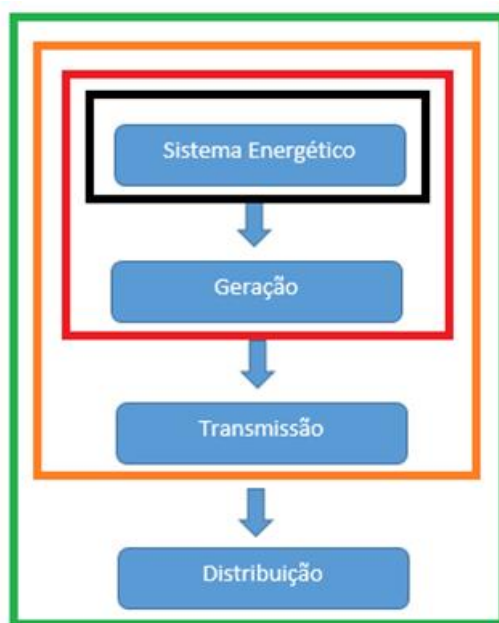 Sistema Energético
Geração
Transmissão
Distribuição